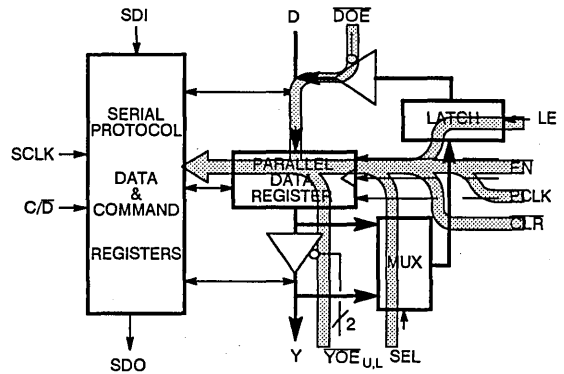 SDI
D
DOE
SERIAL
PROTOCOL
DATA
&
COMMAND
REGISTERS
LATCH
LE
SCLK
PARALLEL
DATA
REGISTER
EN
PCLK
C/D
CLR
MUX
2
SDO
Y
YOE U,L
SEL